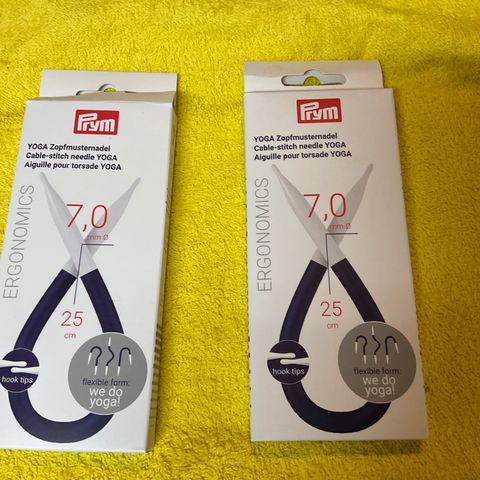 Prym
YOGA Zopfmusternadel
Cable-stitch needle YOGA
Aiguille pour torsade YOGA
ERGONOMICS
7,0
mm Ø
25
cm
hook tips
flexible form:
we do
yoga!
Prym
YOGA Zopfmusternadel
Cable-stitch needle YOGA
Aiguille pour torsade YOGA
ERGONOMICS
7,0
mm Ø
25
cm
hook tips
flexible form:
we do
yoga!